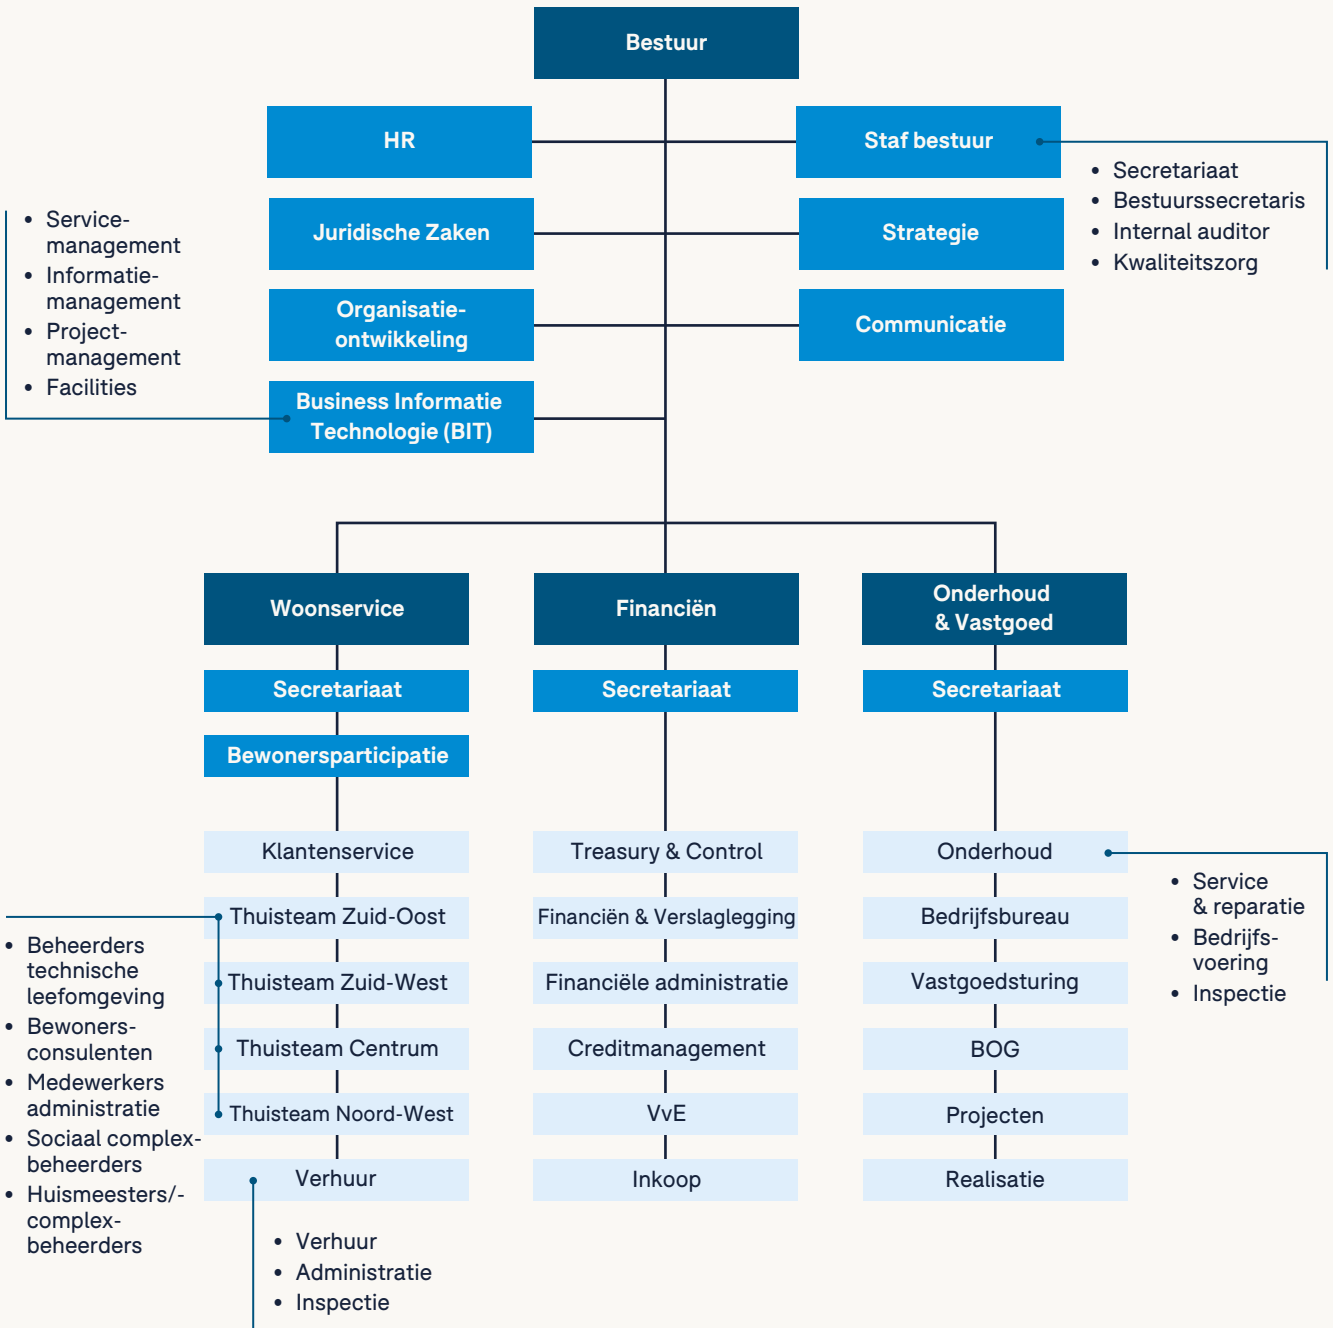 Bestuur
HR
Staf bestuur
• Secretariaat
• Bestuurssecretaris
• Internal auditor
• Kwaliteitszorg
Juridische Zaken
Strategie
Organisatie-
ontwikkeling
Communicatie
Business Informatie
Technologie (BIT)
• Service-
management
• Informatie-
management
• Project-
management
• Facilities
Woonservice
Financiën
Onderhoud
& Vastgoed
Secretariaat
Secretariaat
Secretariaat
Bewonersparticipatie
Klantenservice
Treasury & Control
Onderhoud
Thuisteam Zuid-Oost
Financiën & Verslaglegging
Bedrijfsbureau
Thuisteam Zuid-West
Financiële administratie
Vastgoedsturing
Thuisteam Centrum
Creditmanagement
BOG
Thuisteam Noord-West
VvE
Projecten
Verhuur
Inkoop
Realisatie
• Service
& reparatie
• Bedrijfs-
voering
• Inspectie
• Beheerders
technische
leefomgeving
• Bewoners-
consulenten
• Medewerkers
administratie
• Sociaal complex-
beheerders
• Huismeesters/-
complex-
beheerders
• Verhuur
• Administratie
• Inspectie